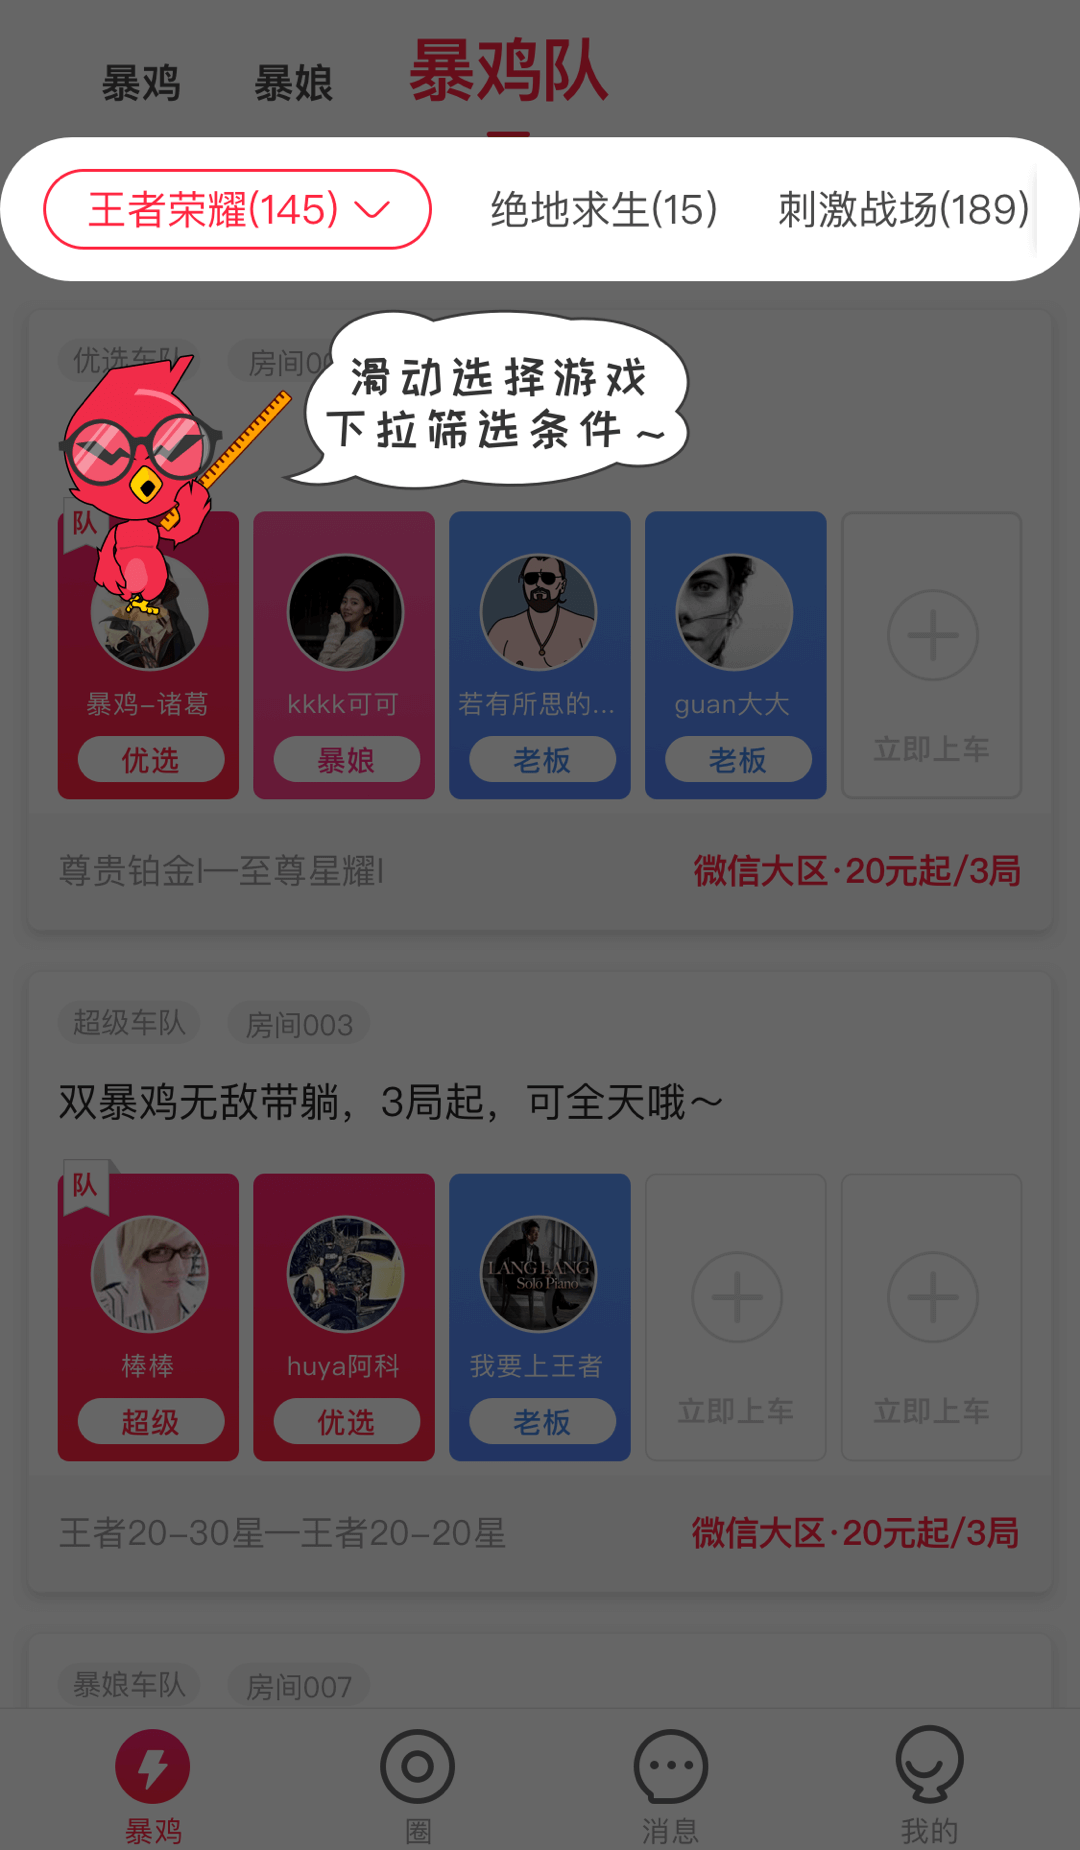 暴鸡 暴娘 暴鸡队
王者荣耀(145) 绝地求生(15) 刺激战场(189)
优选车队 房间00
滑动选择游戏
下拉筛选条件~
队
暴鸡-诸葛 kkkk可可 若有所思的... guan大大
优选 暴娘 老板 老板 立即上车
尊贵铂金I—至尊星耀I 微信大区·20元起/3局
超级车队 房间003
双暴鸡无敌带躺，3局起，可全天哦～
队
LANG LANG
Solo Piano
棒棒 huya阿科 我要上王者
超级 优选 老板 立即上车 立即上车
王者20-30星—王者20-20星 微信大区·20元起/3局
暴娘车队 房间007
暴鸡 圈 消息 我的